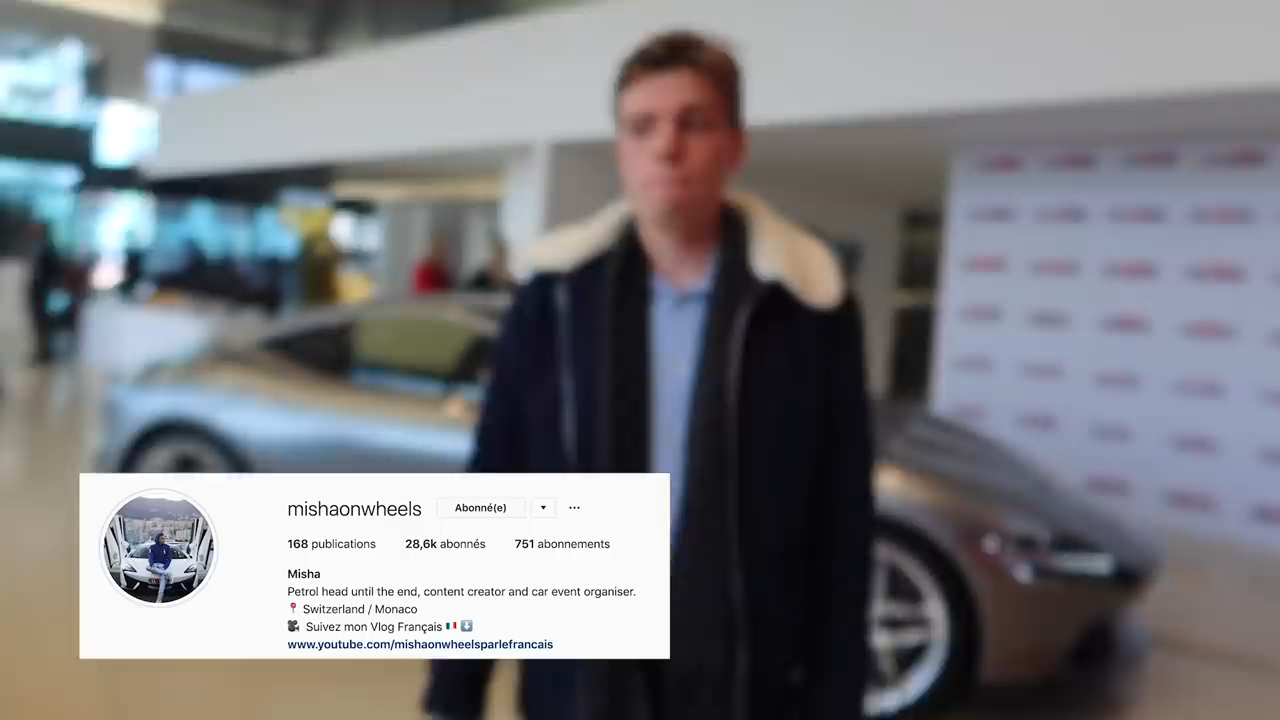 mishaonwheels Abonné(e) ▾ ...
168 publications 28,6k abonnés 751 abonnements
Misha
Petrol head until the end, content creator and car event organiser.
📍 Switzerland / Monaco
🎥 Suivez mon Vlog Français 🇫🇷 ⬇️
www.youtube.com/mishaonwheelsparlefrancais